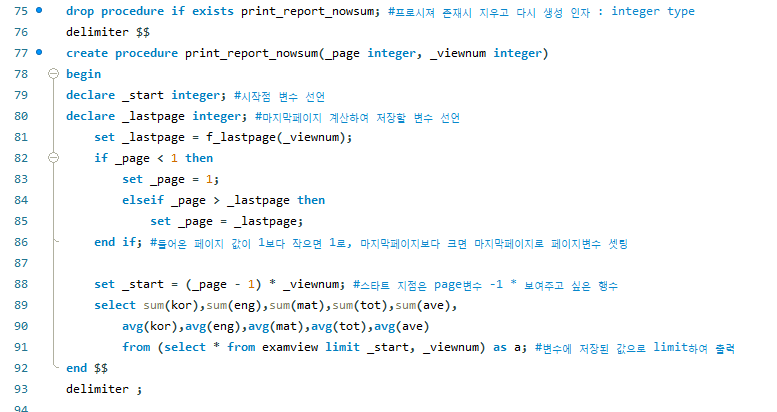 75 drop procedure if exists print_report_nowsum; #프로시져 존재시 지우고 다시 생성 인자 : integer type
76 delimiter $$
77 create procedure print_report_nowsum(_page integer, _viewnum integer)
78 begin
79 declare _start integer; #시작점 변수 선언
80 declare _lastpage integer; #마지막페이지 계산하여 저장할 변수 선언
81 set _lastpage = f_lastpage(_viewnum);
82 if _page < 1 then
83 set _page = 1;
84 elseif _page > _lastpage then
85 set _page = _lastpage;
86 end if; #들어온 페이지 값이 1보다 작으면 1로, 마지막페이지보다 크면 마지막페이지로 페이지변수 셋팅
87
88 set _start = (_page - 1) * _viewnum; #스타트 지점은 page변수 -1 * 보여주고 싶은 행수
89 select sum(kor),sum(eng),sum(mat),sum(tot),sum(ave),
90 avg(kor),avg(eng),avg(mat),avg(tot),avg(ave)
91 from (select * from examview limit _start, _viewnum) as a; #변수에 저장된 값으로 limit하여 출력
92 end $$
93 delimiter ;
94